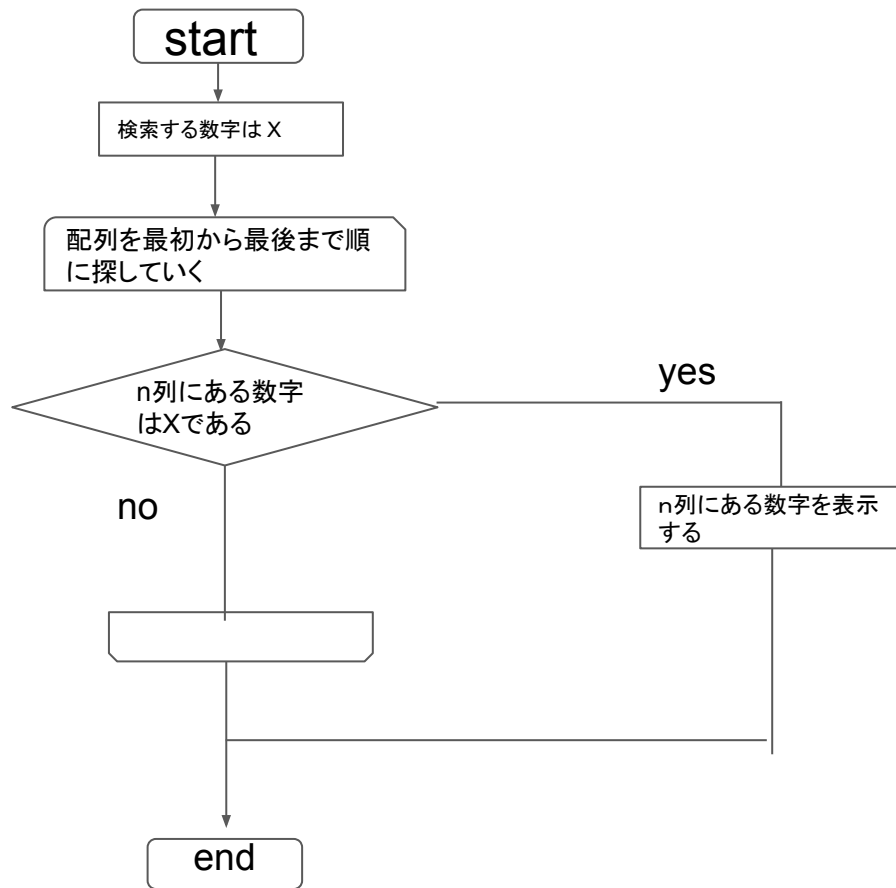 start
検索する数字は X
配列を最初から最後まで順
に探していく
n列にある数字
はXである
yes
no
n列にある数字を表示
する
end